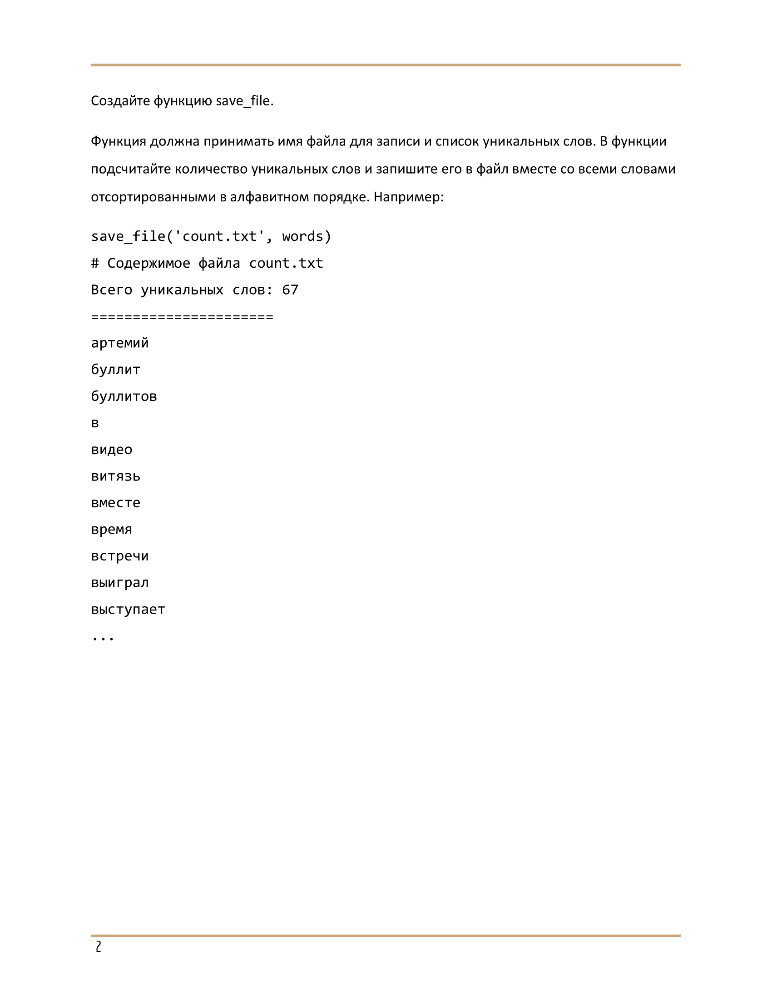 Создайте функцию save_file.
Функция должна принимать имя файла для записи и список уникальных слов. В функции
подсчитайте количество уникальных слов и запишите его в файл вместе со всеми словами
отсортированными в алфавитном порядке. Например:
save_file('count.txt', words)
# Содержимое файла count.txt
Всего уникальных слов: 67
======================
артемий
буллит
буллитов
в
видео
витязь
вместе
время
встречи
выиграл
выступает
...
2